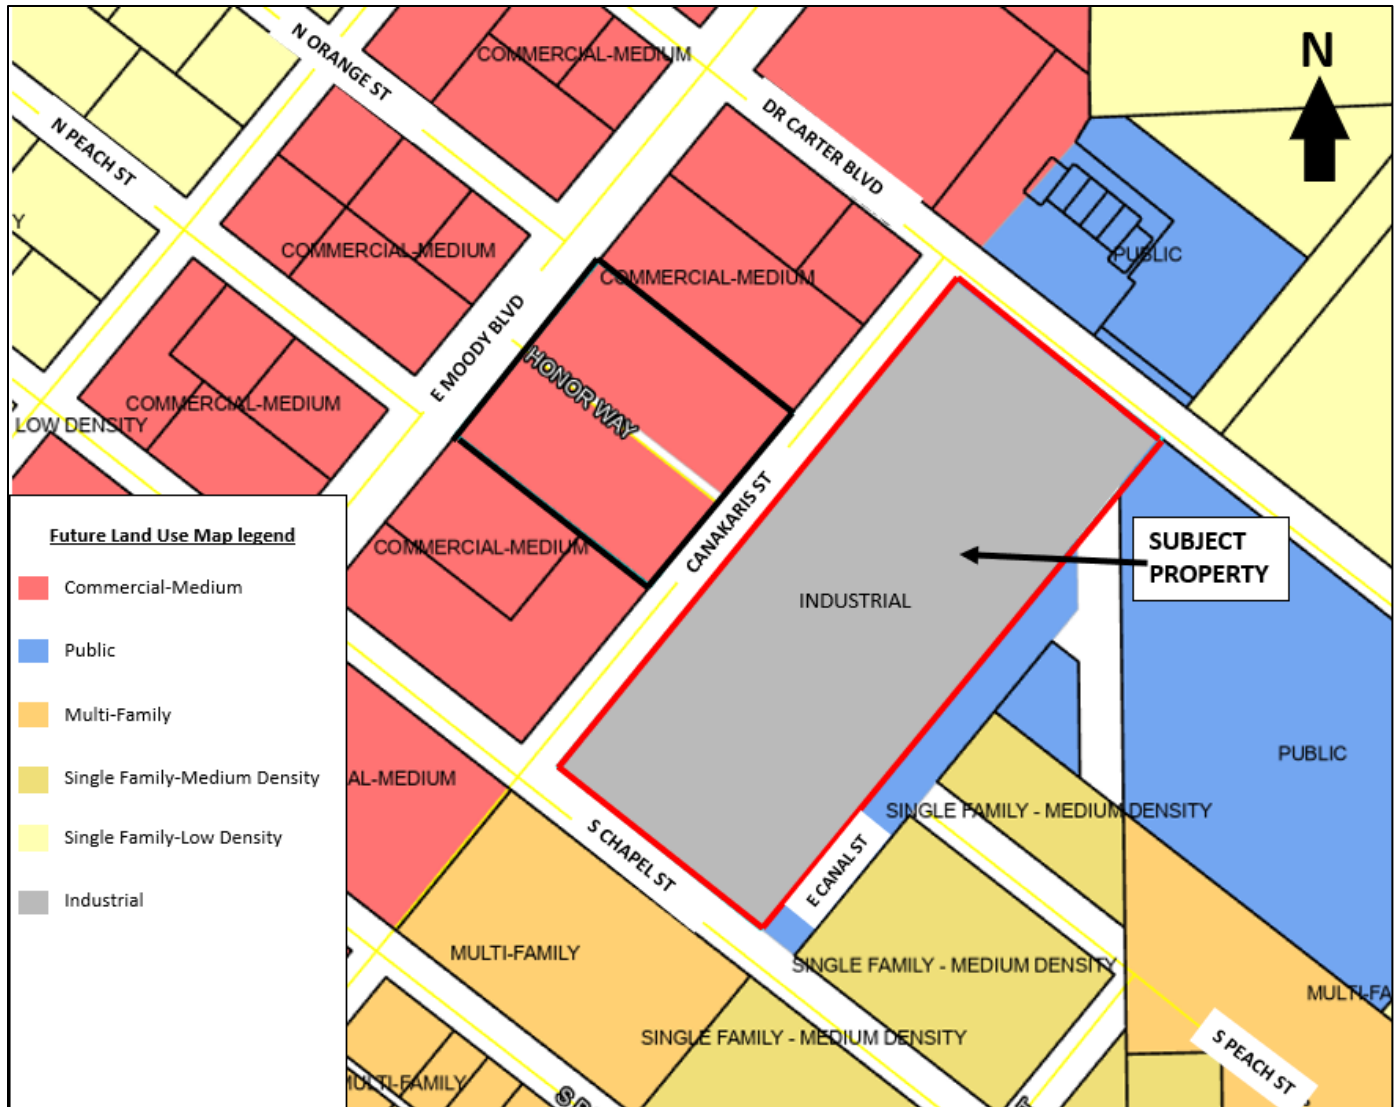 N ORANGE ST
COMMERCIAL-MEDIUM
N
DR CARTER BLVD
N PEACH ST
Y
COMMERCIAL-MEDIUM
COMMERCIAL-MEDIUM
PUBLIC
E MOODY BLVD
HONOR WAY
COMMERCIAL-MEDIUM
LOW DENSITY
CANAKARIS ST
COMMERCIAL-MEDIUM
SUBJECT
PROPERTY
INDUSTRIAL
Future Land Use Map legend
Commercial-Medium
Public
Multi-Family
Single Family-Medium Density
Single Family-Low Density
Industrial
PUBLIC
AL-MEDIUM
SINGLE FAMILY - MEDIUM DENSITY
S CHAPEL ST
E CANAL ST
MULTI-FAMILY
SINGLE FAMILY - MEDIUM DENSITY
MULTI-FA
SINGLE FAMILY - MEDIUM DENSITY
S PEACH ST
MULTI-FAMILY